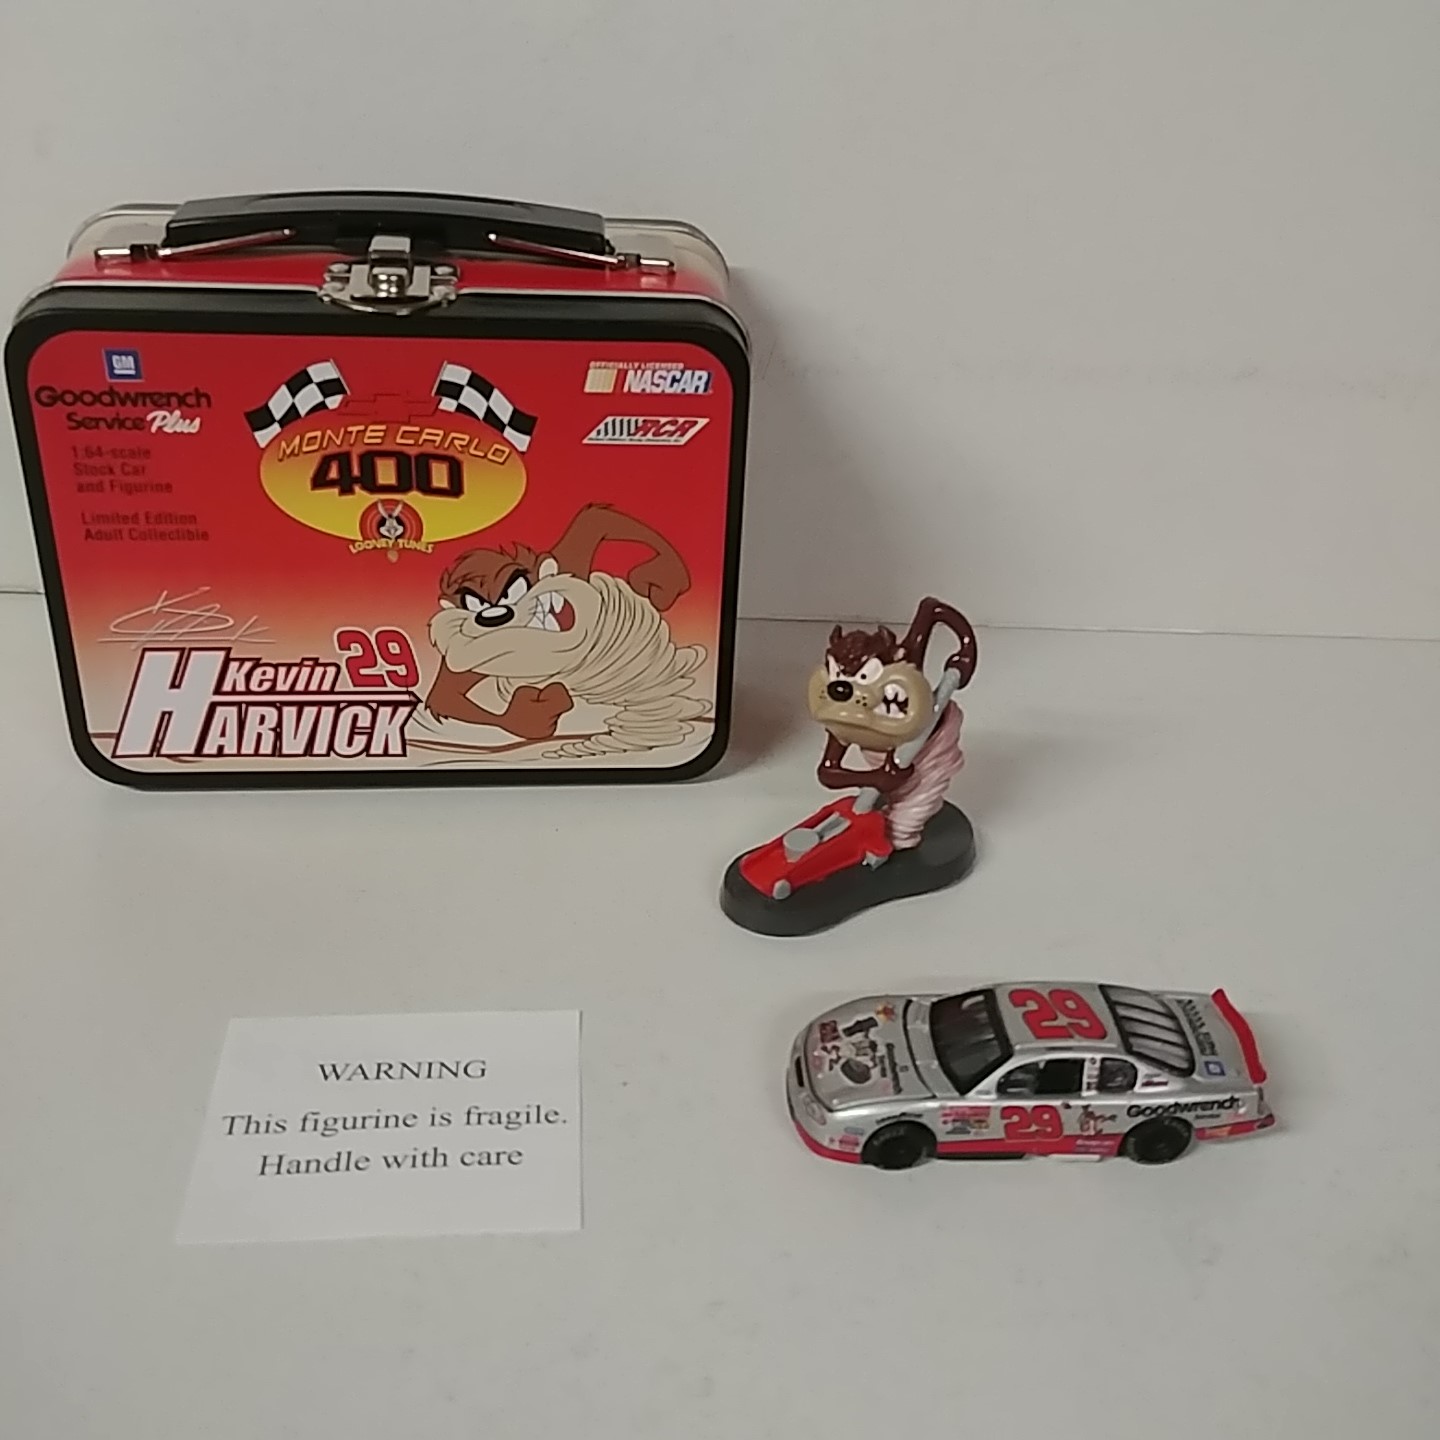 GM
Goodwrench
Service Plus
1:64-scale
Stock Car
and Figurine
Limited Edition
Adult Collectible
MONTE CARLO
400
LOONEY TUNES
OFFICIALLY LICENSED
NASCAR
RCR
Kevin 29
HARVICK
WARNING
This figurine is fragile.
Handle with care
29
29
Goodwrench